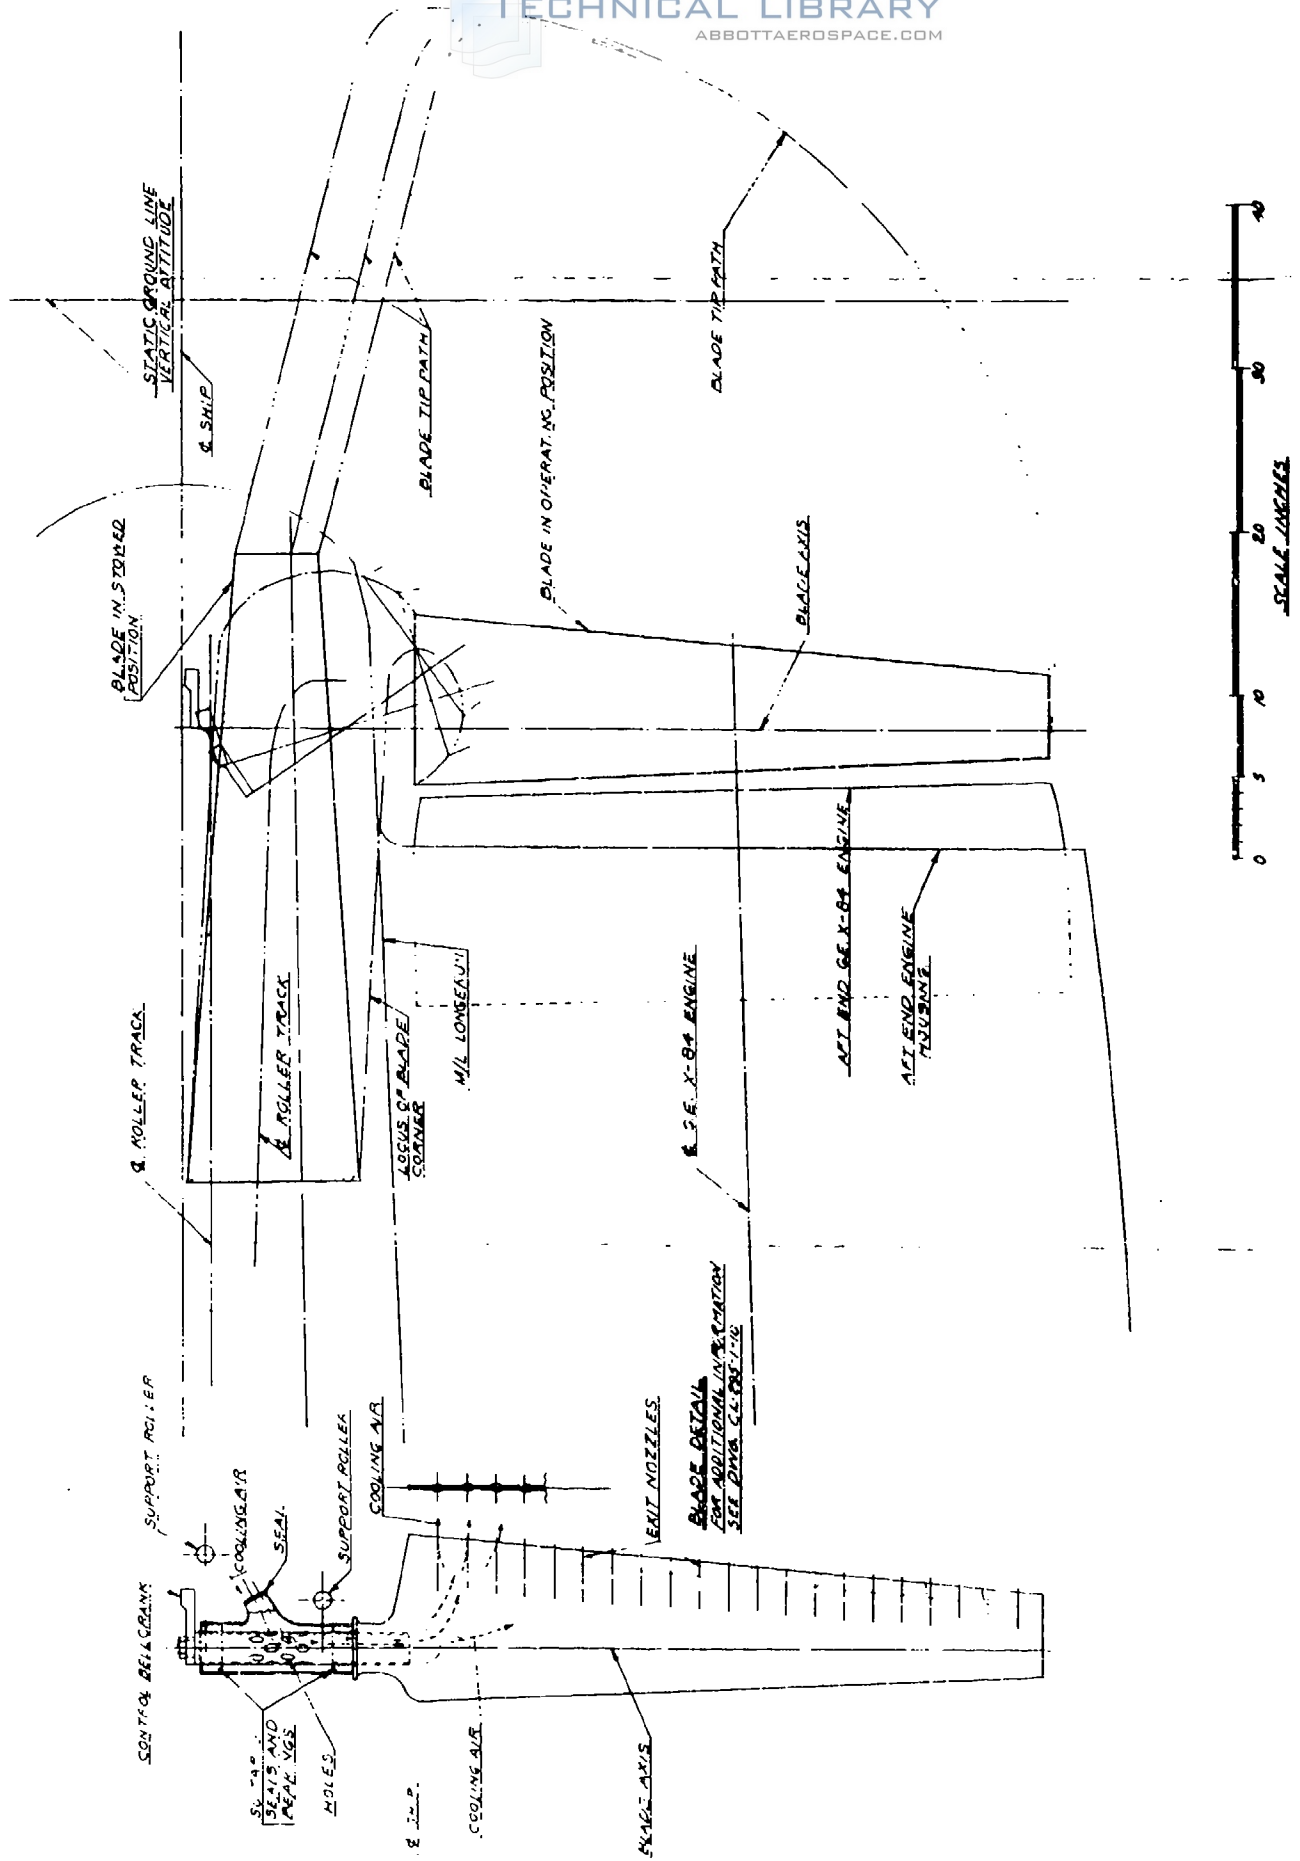 TECHNICAL LIBRARY
ABBOTTAEROSPACE.COM
STATIC GROUND LINE
VERTICAL ATTITUDE
℄ SHIP
BLADE TIP PATH
BLADE TIP PATH
BLADE IN STOWED
POSITION
BLADE IN OPERATING POSITION
BLADE AXIS
℄ ROLLER TRACK
℄ ROLLER TRACK
LOCUS OF BLADE
CORNER
M/L LONGERON
℄ G.E. X-84 ENGINE
AFT END G.E. X-84 ENGINE
AFT END ENGINE
HOUSING
SUPPORT ROLLER
CONTROL BELLCRANK
COOLING AIR
SEAL
SUPPORT ROLLER
COOLING AIR
EXIT NOZZLES
BLADE DETAIL
FOR ADDITIONAL INFORMATION
SEE DWG. CL-
SEALS AND
HOLES
℄
COOLING AIR
BLADE AXIS
0 5 10 20 30 40
SCALE INCHES